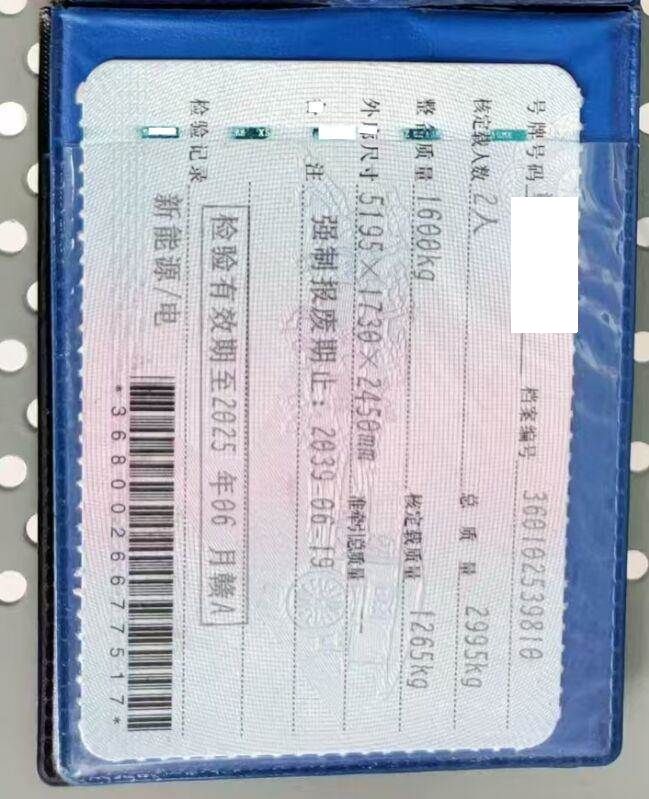 号牌号码 档案编号 360102539810
核定载人数 2人 总质量 2995kg
整备质量 1600kg 核定载质量 1265kg
外廓尺寸 5195×1730×2450mm 准牵引总质量
注 强制报废期止：2039-06-19
检验记录 检验有效期至2025 年06 月赣A
新能源/电
*3680026677517*